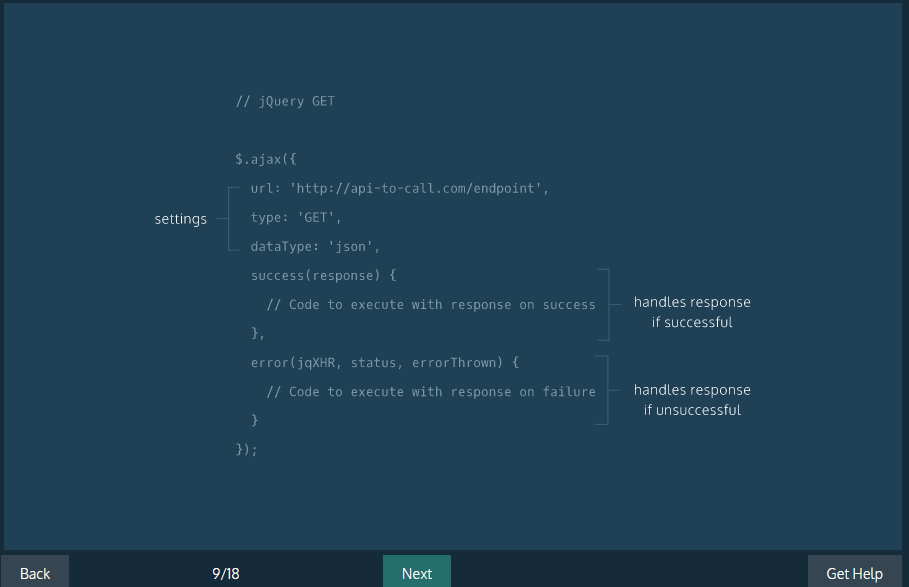 // jQuery GET
$.ajax({
url: 'http://api-to-call.com/endpoint',
settings
type: 'GET',
dataType: 'json',
success(response) {
// Code to execute with response on success
handles response
if successful
},
error(jqXHR, status, errorThrown) {
// Code to execute with response on failure
handles response
if unsuccessful
}
});
Back
9/18
Next
Get Help